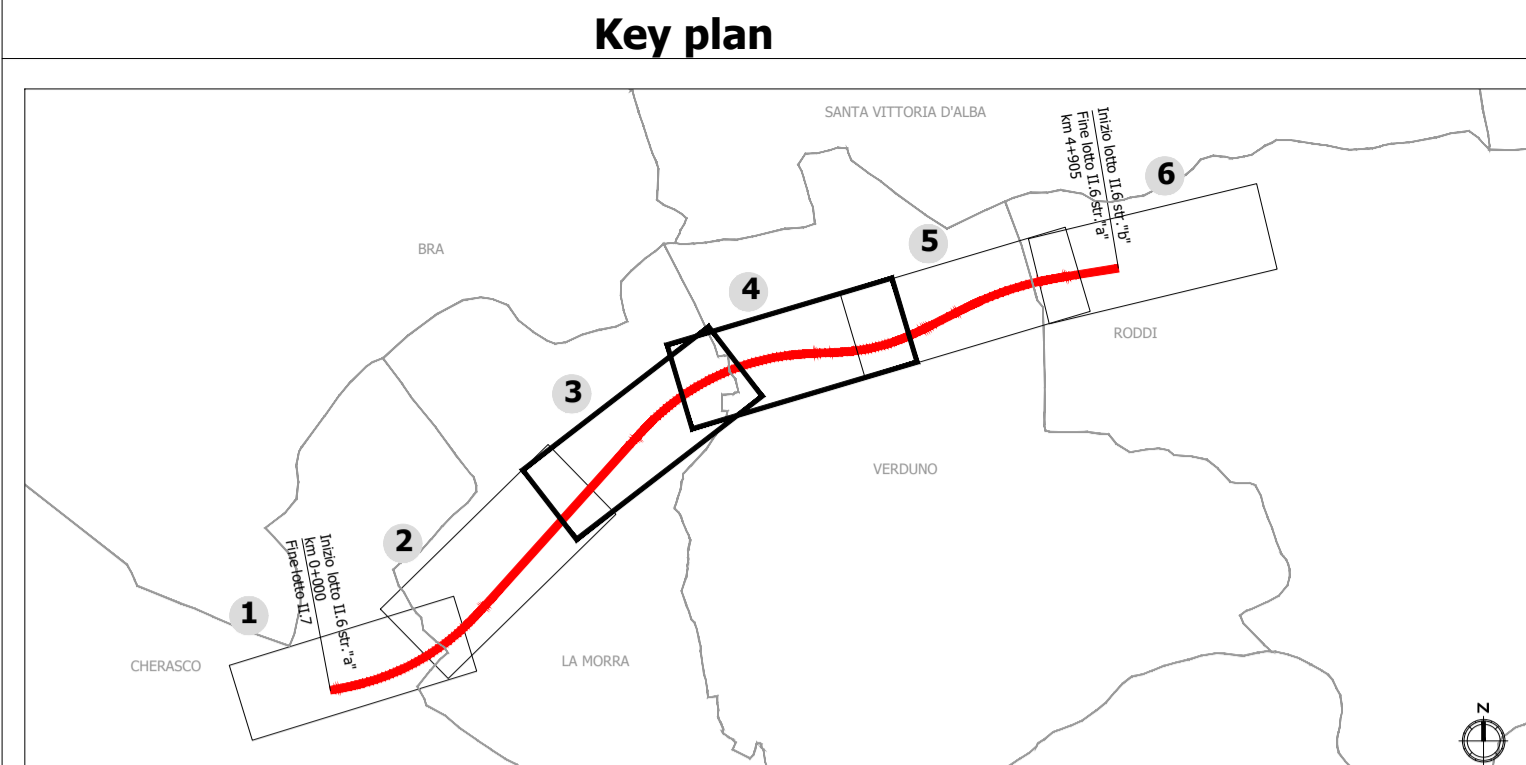 Key plan
SANTA VITTORIA D'ALBA
Inizio lotto II.6 str."b"
Fine lotto II.6 str."a"
km 4+905
6
BRA
5
4
RODDI
3
VERDUNO
2
Inizio lotto II.6 str."a"
km 0+000
Fine lotto II.7
1
CHERASCO
LA MORRA
N